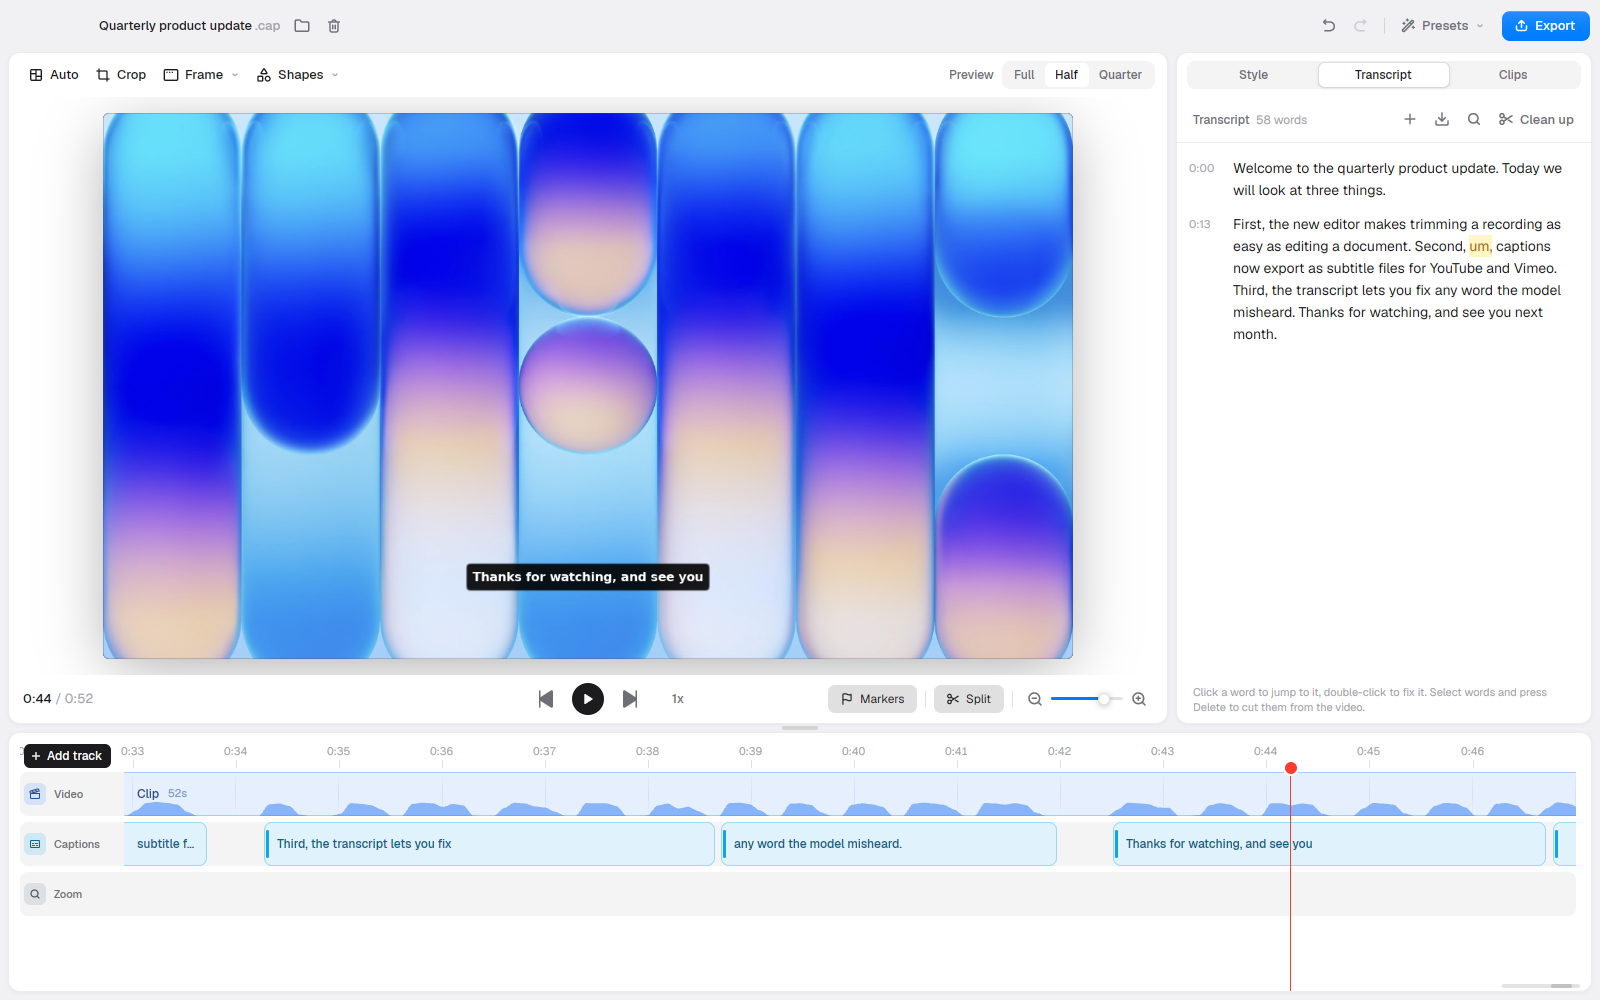 Quarterly product update .cap
Presets
Export
Auto
Crop
Frame
Shapes
Preview
Full
Half
Quarter
Style
Transcript
Clips
Transcript 58 words
Clean up
0:00
Welcome to the quarterly product update. Today we
will look at three things.
0:13
First, the new editor makes trimming a recording as
easy as editing a document. Second, um, captions
now export as subtitle files for YouTube and Vimeo.
Third, the transcript lets you fix any word the model
misheard. Thanks for watching, and see you next
month.
Thanks for watching, and see you
Click a word to jump to it, double-click to fix it. Select words and press
Delete to cut them from the video.
0:44 / 0:52
1x
Markers
Split
Add track
0:33
0:34
0:35
0:36
0:37
0:38
0:39
0:40
0:41
0:42
0:43
0:44
0:45
0:46
Video
Clip 52s
Captions
subtitle f...
Third, the transcript lets you fix
any word the model misheard.
Thanks for watching, and see you
Zoom